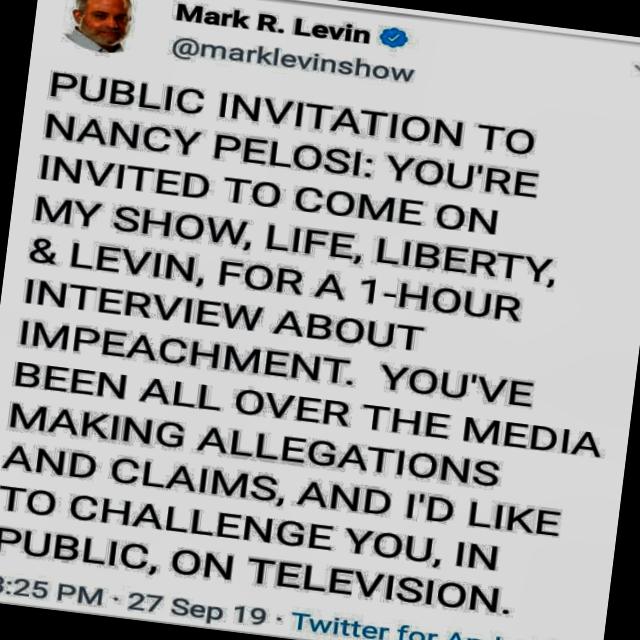 Mark R. Levin
@marklevinshow
PUBLIC INVITATION TO
NANCY PELOSI: YOU'RE
INVITED TO COME ON
MY SHOW, LIFE, LIBERTY,
& LEVIN, FOR A 1-HOUR
INTERVIEW ABOUT
IMPEACHMENT. YOU'VE
BEEN ALL OVER THE MEDIA
MAKING ALLEGATIONS
AND CLAIMS, AND I'D LIKE
TO CHALLENGE YOU, IN
PUBLIC, ON TELEVISION.
:25 PM · 27 Sep 19 · Twitter for